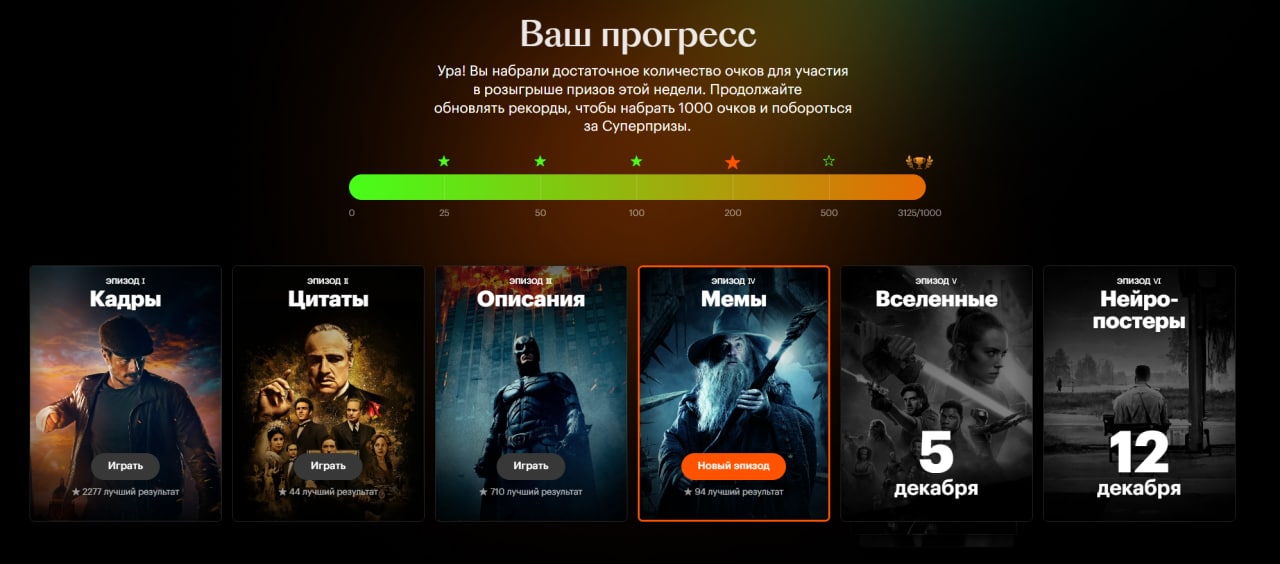 Ваш прогресс
Ура! Вы набрали достаточное количество очков для участия
в розыгрыше призов этой недели. Продолжайте
обновлять рекорды, чтобы набрать 1000 очков и побороться
за Суперпризы.
0 25 50 100 200 500 3125/1000
ЭПИЗОД I
Кадры
Играть
★ 2277 лучший результат
ЭПИЗОД II
Цитаты
Играть
★ 44 лучший результат
ЭПИЗОД III
Описания
Играть
★ 710 лучший результат
ЭПИЗОД IV
Мемы
Новый эпизод
★ 94 лучший результат
ЭПИЗОД V
Вселенные
5
декабря
ЭПИЗОД VI
Нейро-
постеры
12
декабря